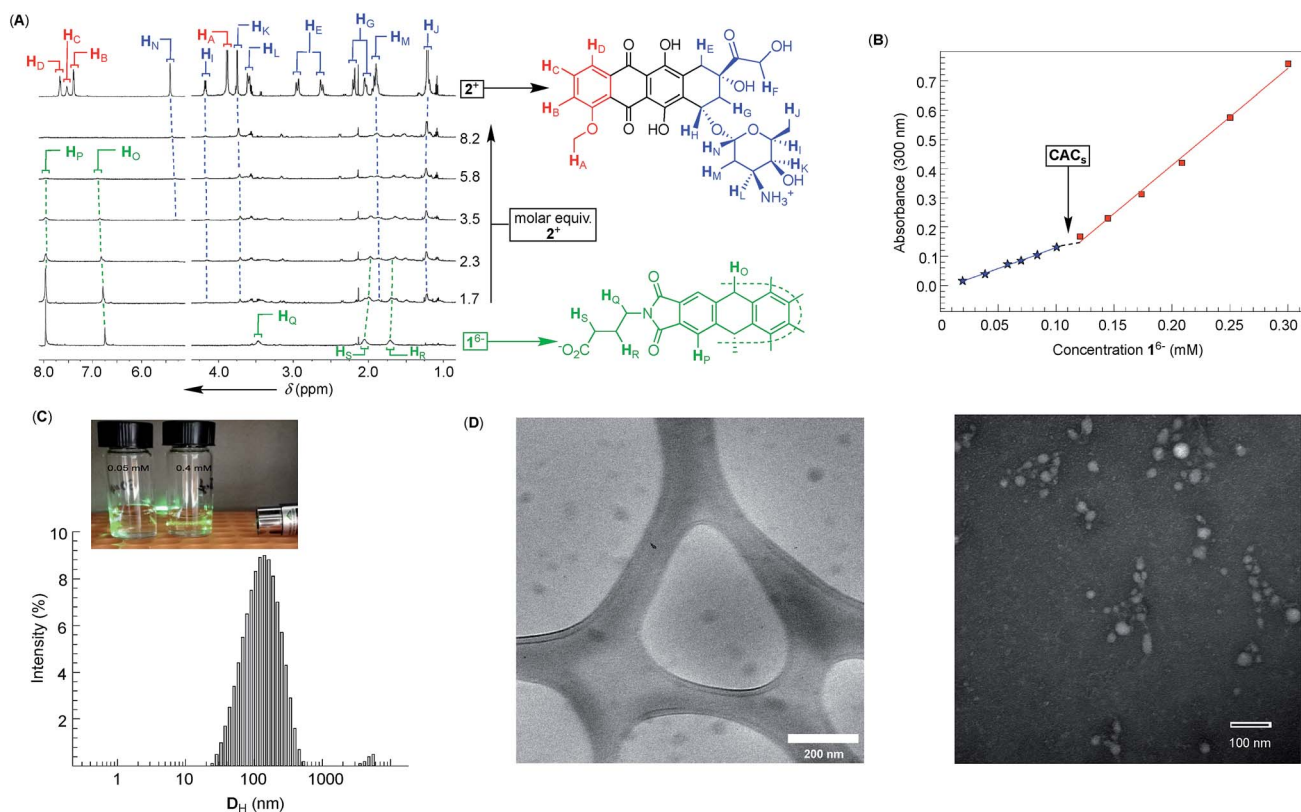 (A)
H_D
H_C
H_B
H_N
H_I
H_A
H_K
H_L
H_E
H_G
H_M
H_J
2⁺
8.2
5.8
3.5
2.3
1.7
molar equiv.
2⁺
H_P
H_O
H_Q
H_S
H_R
1⁶⁻
8.0 7.0 6.0 4.0 3.0 2.0 1.0
δ (ppm)
H_D
H_C
H_B
H_A
O
O
O
OH
OH
H_E
O
OH
H_F
OH
H_G
H_H
O
H_J
H_N
O
H_I
H_K
H_M
OH
H_L
NH₃⁺
H_O
H_Q
H_S
O
N
O
⁻O₂C
H_R
H_P
(B)
Absorbance (300 nm)
0.7
0.6
0.5
0.4
0.3
0.2
0.1
0.0
CAC_s
0 0.05 0.10 0.15 0.20 0.25 0.30
Concentration 1⁶⁻ (mM)
(C)
0.05 mM
0.4 mM
Intensity (%)
10
8
6
4
2
1 10 100 1000
D_H (nm)
(D)
200 nm
100 nm